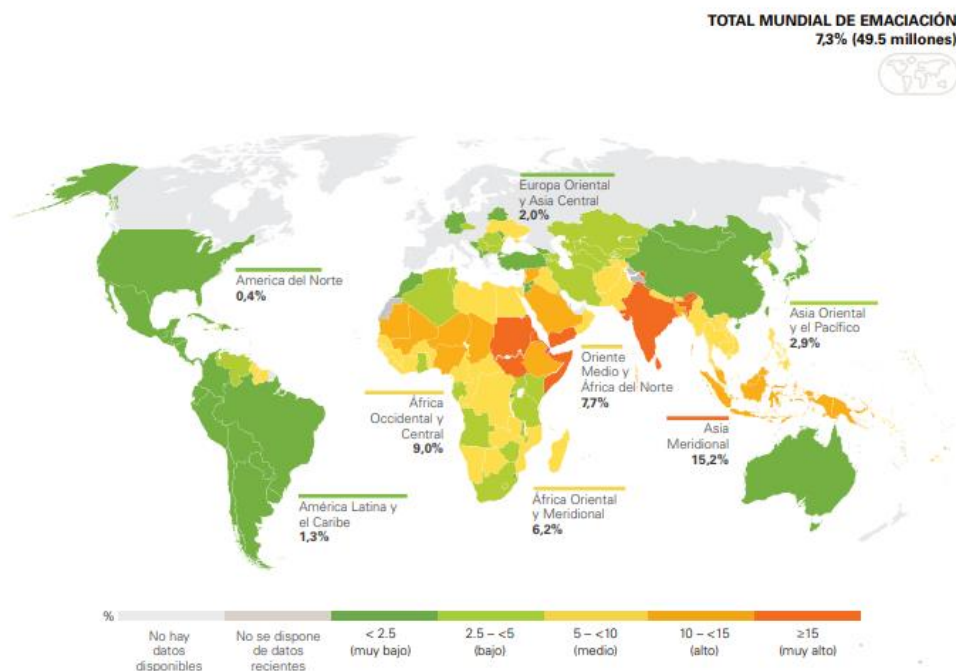 TOTAL MUNDIAL DE EMACIACIÓN
7,3% (49.5 millones)
Europa Oriental
y Asia Central
2,0%
America del Norte
0,4%
Asia Oriental
y el Pacífico
2,9%
Oriente
Medio y
África del Norte
7,7%
África
Occidental y
Central
9,0%
Asia
Meridional
15,2%
América Latina y
el Caribe
1,3%
África Oriental
y Meridional
6,2%
%
No hay
datos
disponibles
No se dispone
de datos
recientes
< 2.5
(muy bajo)
2.5 – <5
(bajo)
5 – <10
(medio)
10 – <15
(alto)
≥15
(muy alto)